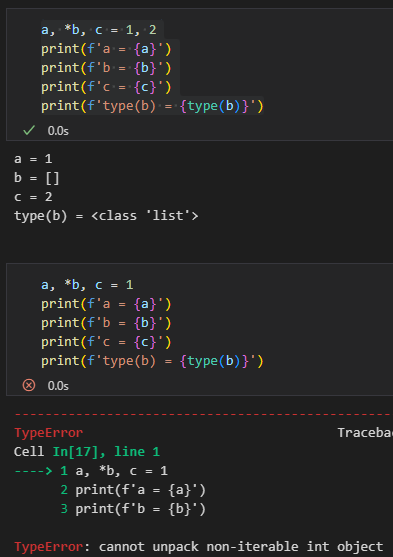 a, *b, c = 1, 2
print(f'a = {a}')
print(f'b = {b}')
print(f'c = {c}')
print(f'type(b) = {type(b)}')
0.0s
a = 1
b = []
c = 2
type(b) = <class 'list'>
a, *b, c = 1
print(f'a = {a}')
print(f'b = {b}')
print(f'c = {c}')
print(f'type(b) = {type(b)}')
0.0s
---------------------------------------------------
TypeError Traceba
Cell In[17], line 1
----> 1 a, *b, c = 1
2 print(f'a = {a}')
3 print(f'b = {b}')
TypeError: cannot unpack non-iterable int object